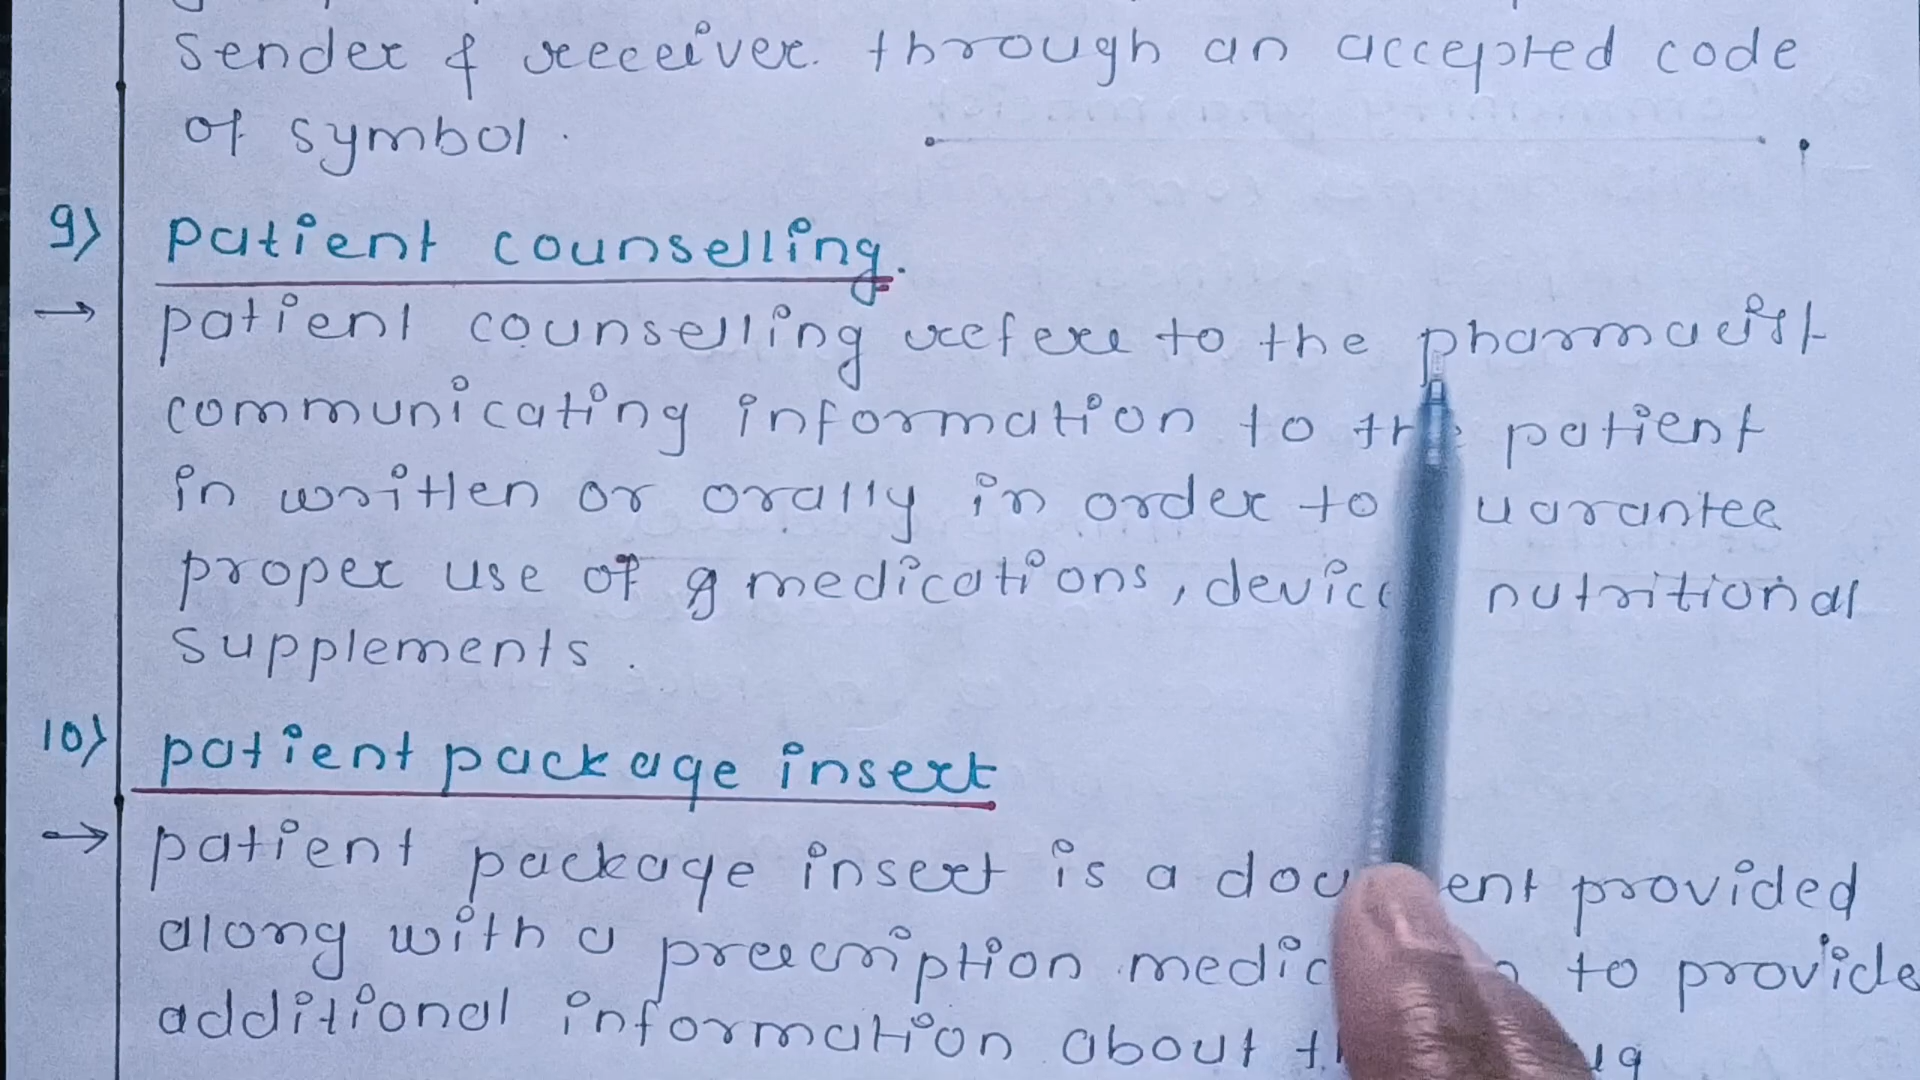 sender & receiver. through an accepted code
of symbol.
9) patient counselling.
→ patient counselling refers to the pharmacist
communicating information to the patient
in written or orally in order to guarantee
proper use of medications, device nutritional
supplements.
10) patient package insert
→ patient package insert is a document provided
along with a prescription medic to provide
additional information about